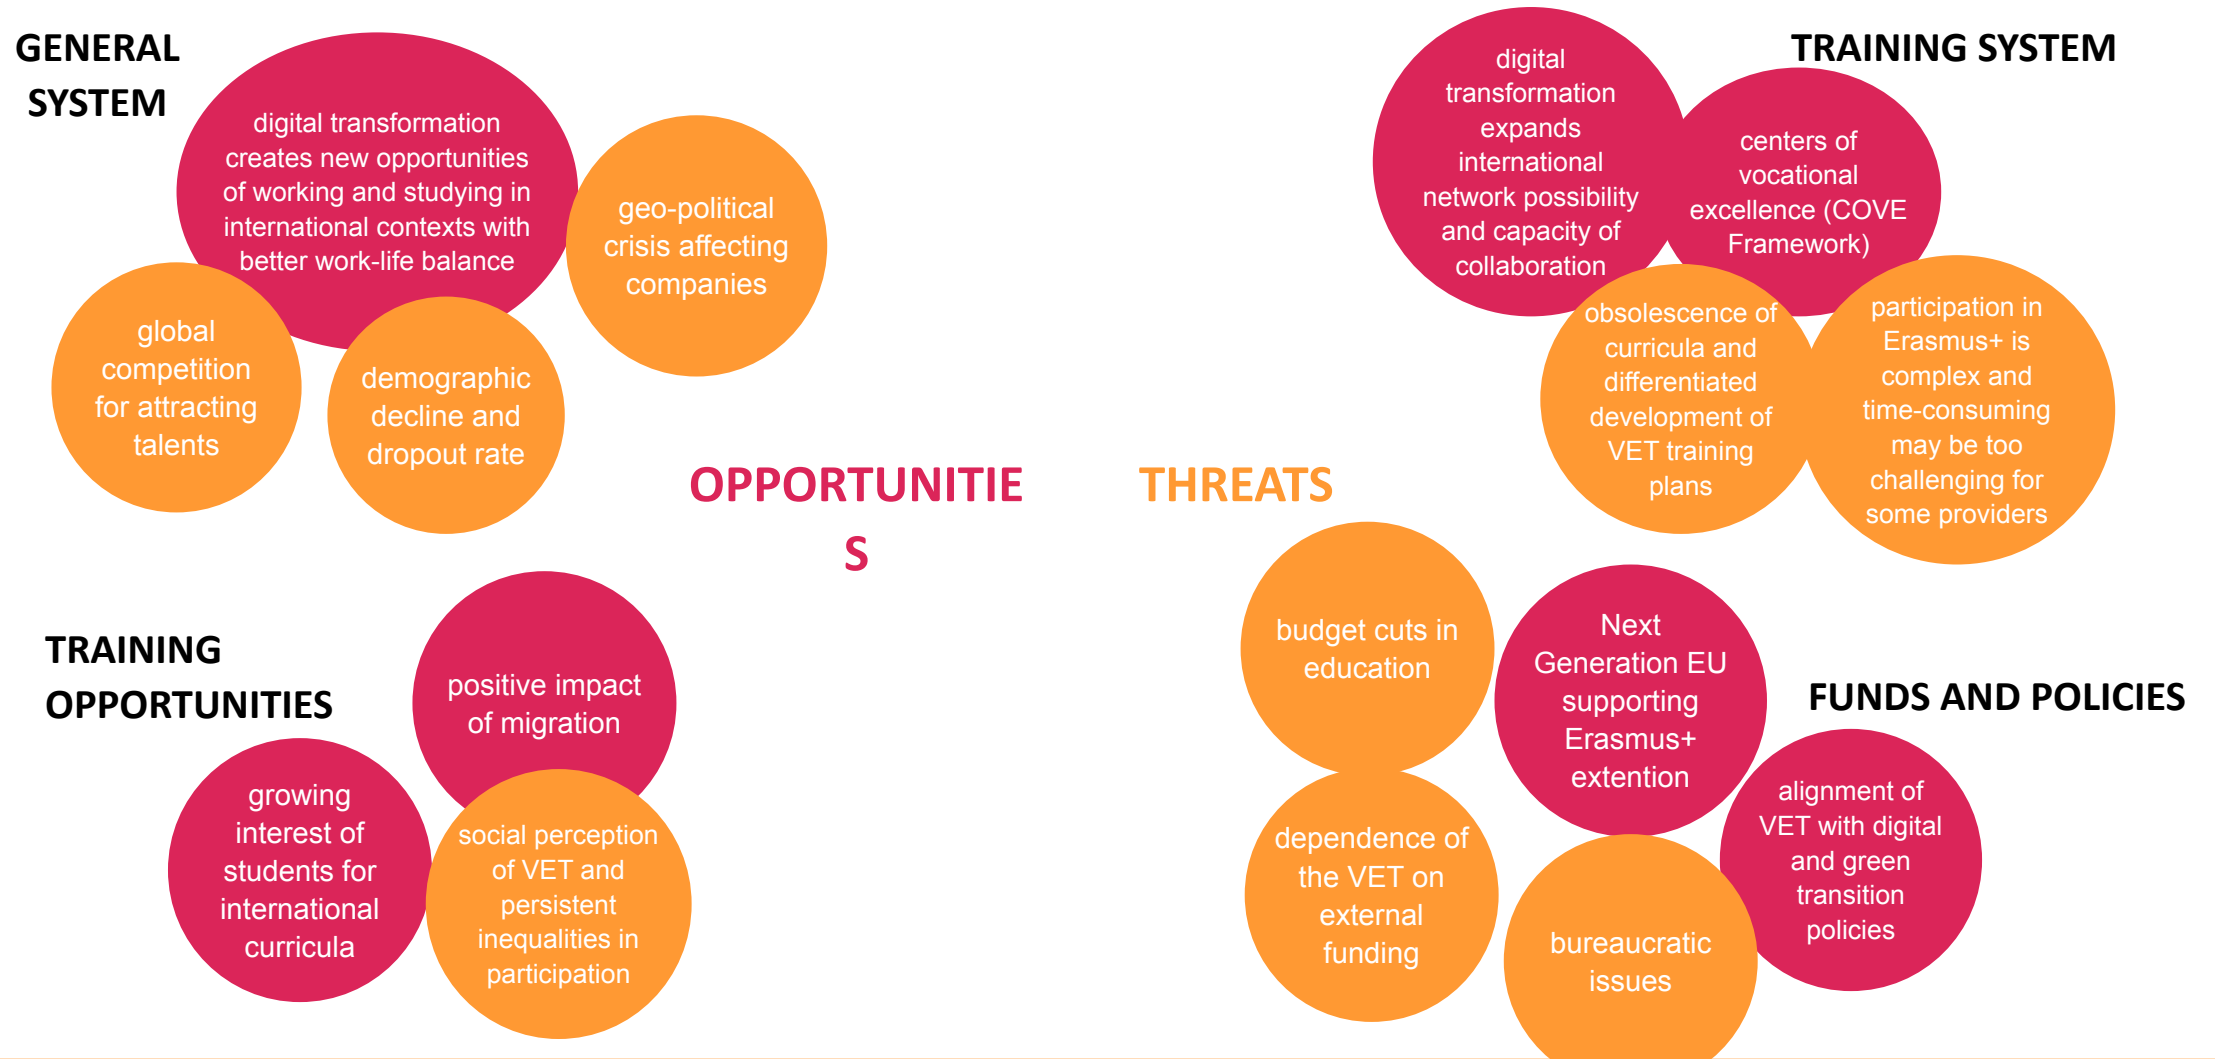 GENERAL
SYSTEM
digital transformation
creates new opportunities
of working and studying in
international contexts with
better work-life balance
geo-political
crisis affecting
companies
global
competition
for attracting
talents
demographic
decline and
dropout rate
TRAINING SYSTEM
digital
transformation
expands
international
network possibility
and capacity of
collaboration
centers of
vocational
excellence (COVE
Framework)
obsolescence of
curricula and
differentiated
development of
VET training
plans
participation in
Erasmus+ is
complex and
time-consuming
may be too
challenging for
some providers
OPPORTUNITIE
S
THREATS
TRAINING
OPPORTUNITIES
positive impact
of migration
growing
interest of
students for
international
curricula
social perception
of VET and
persistent
inequalities in
participation
budget cuts in
education
Next
Generation EU
supporting
Erasmus+
extention
FUNDS AND POLICIES
dependence of
the VET on
external
funding
alignment of
VET with digital
and green
transition
policies
bureaucratic
issues